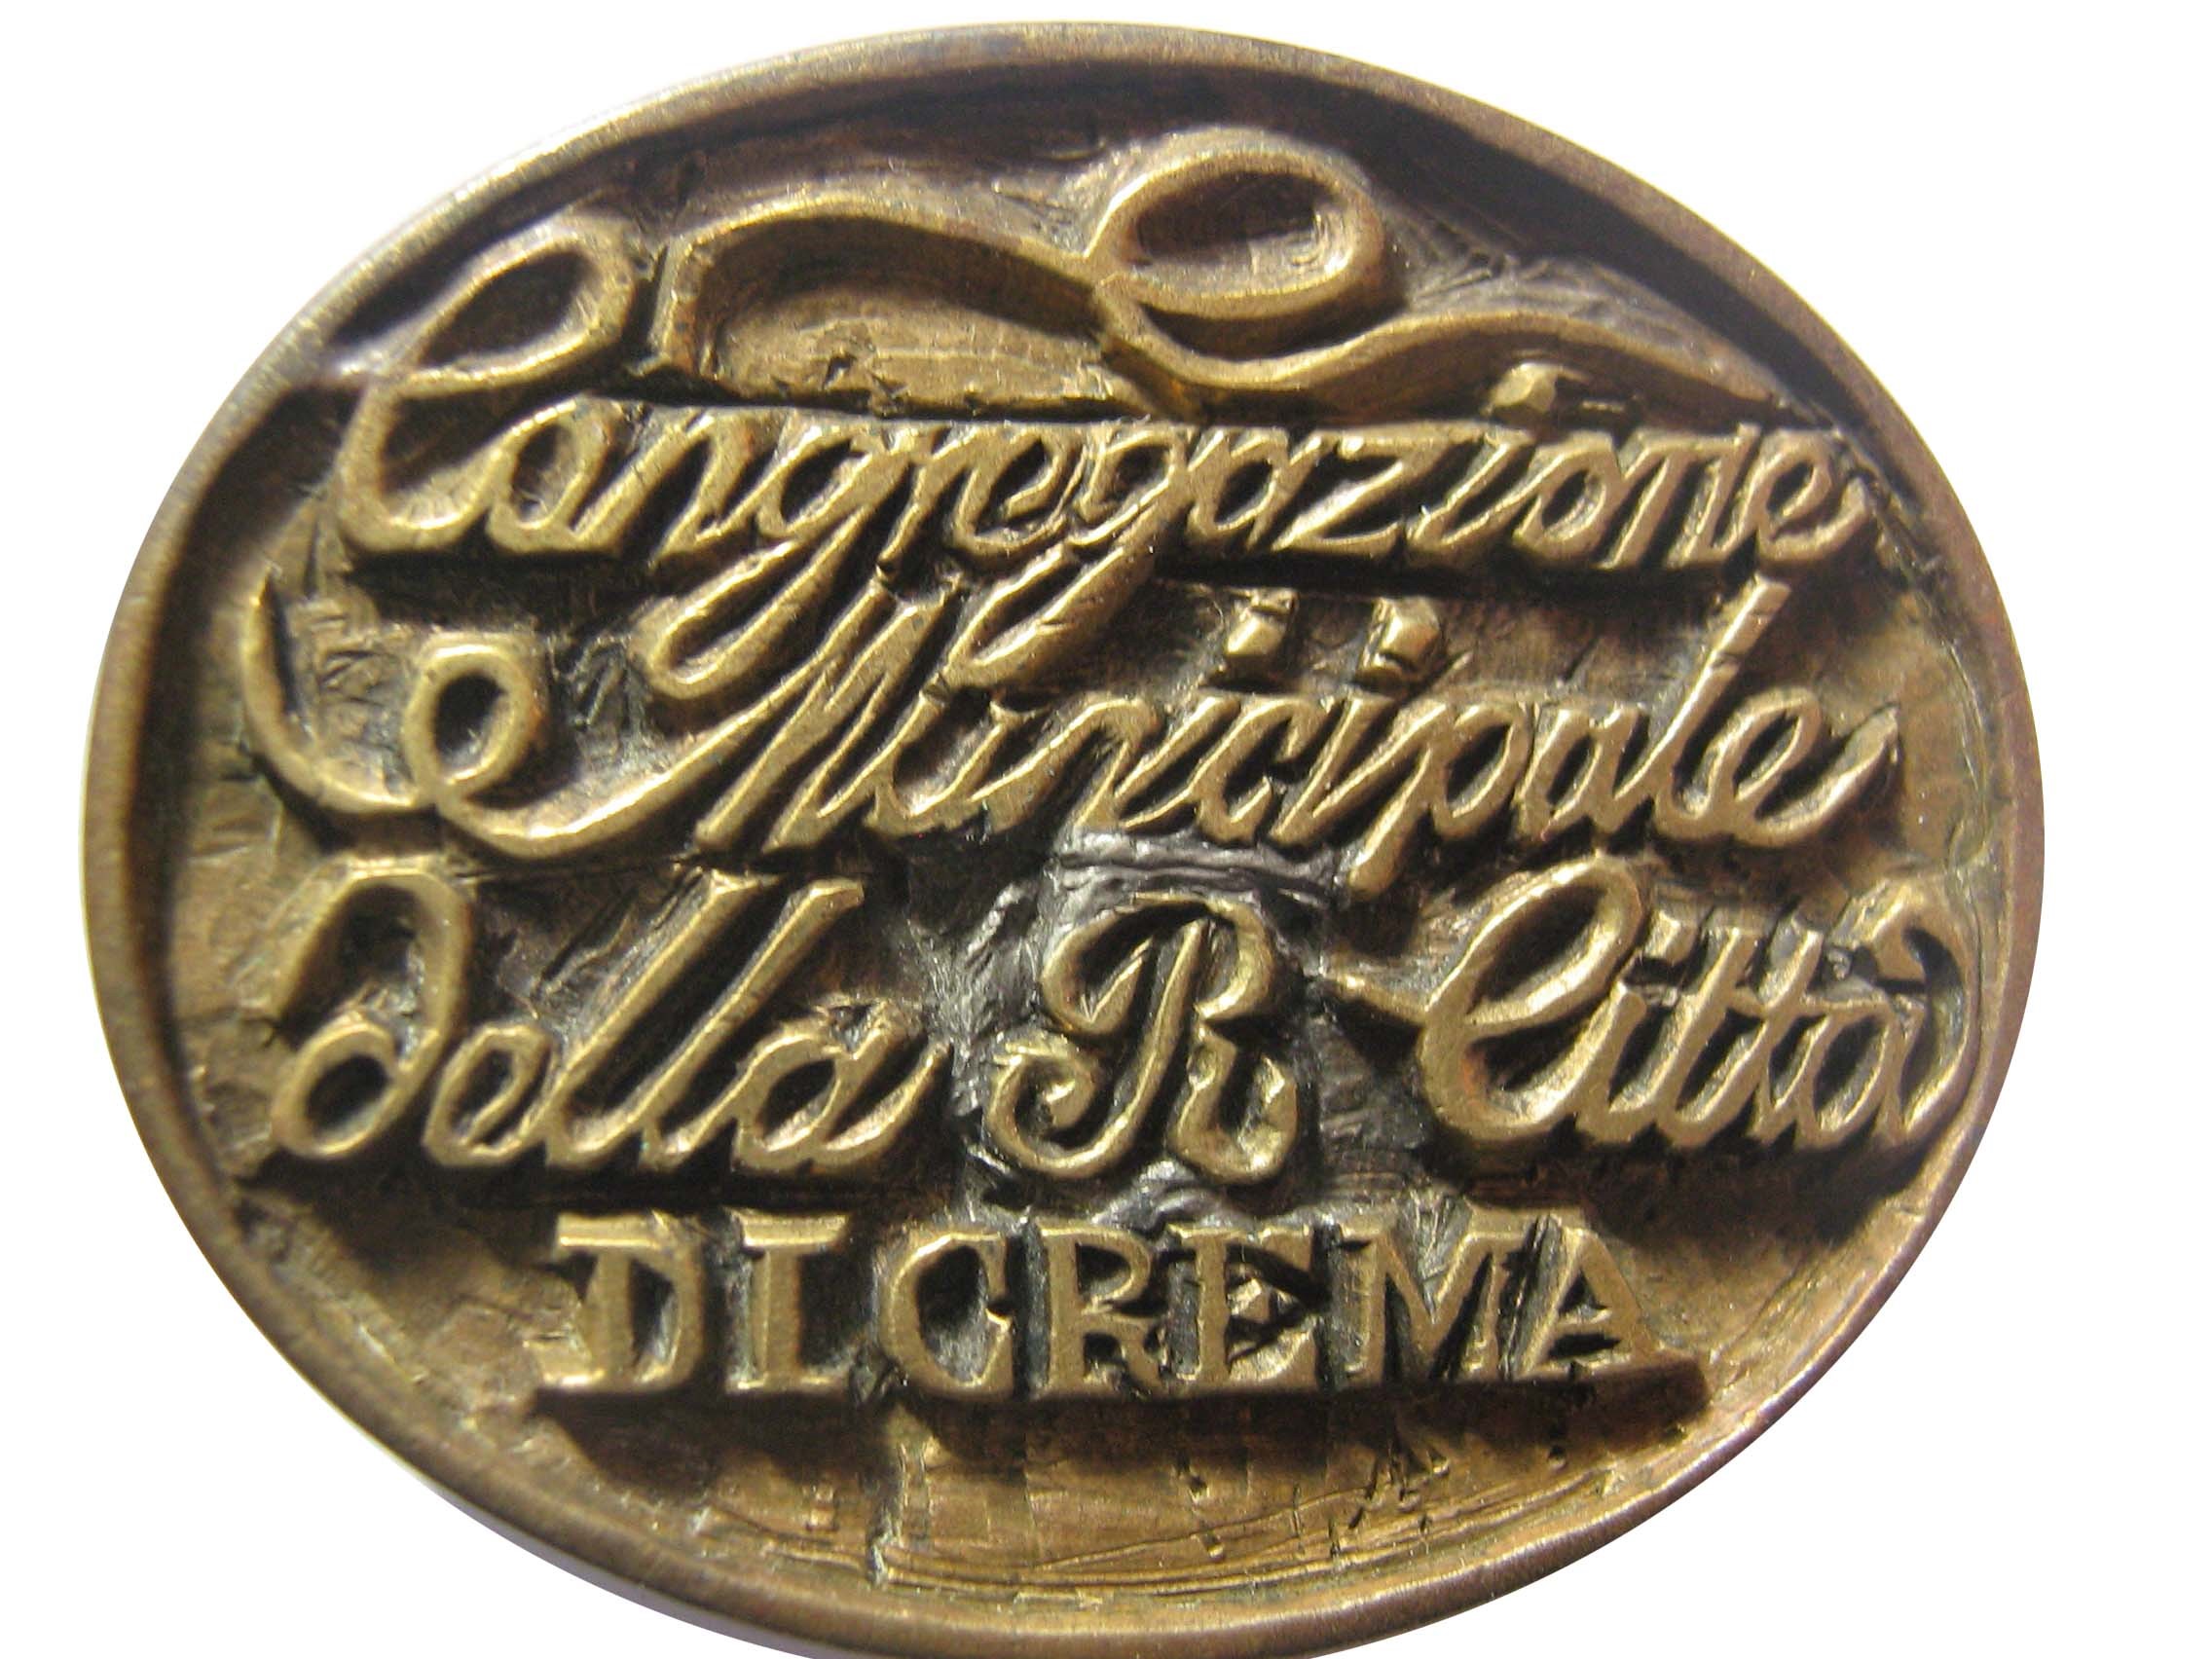 Congregazione
Municipale
della R Città
DI CREMA